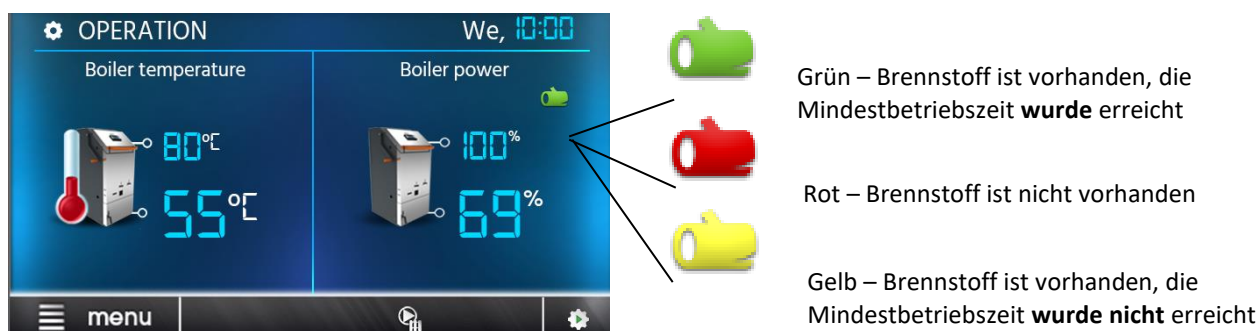 OPERATION We, 10:00
Boiler temperature Boiler power
80°C 100%
55°C 69%
menu
Grün – Brennstoff ist vorhanden, die
Mindestbetriebszeit wurde erreicht
Rot – Brennstoff ist nicht vorhanden
Gelb – Brennstoff ist vorhanden, die
Mindestbetriebszeit wurde nicht erreicht